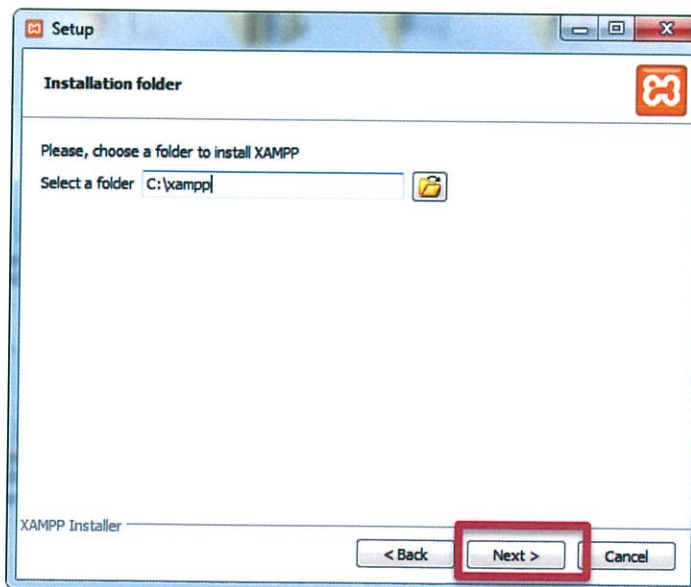 Setup
Installation folder
Please, choose a folder to install XAMPP
Select a folder C:\xampp
XAMPP Installer
< Back Next > Cancel